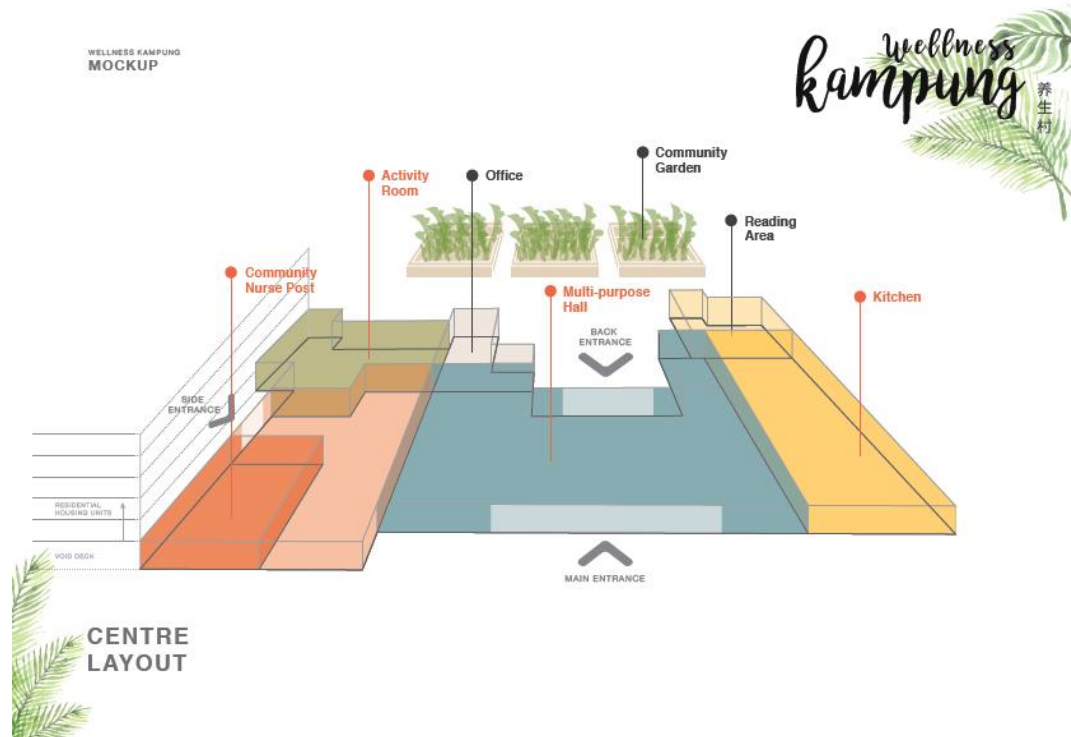 WELLNESS KAMPUNG
MOCKUP
wellness
kampung
养生村
Community
Garden
Activity
Room
Office
Reading
Area
Community
Nurse Post
Multi-purpose
Hall
Kitchen
BACK
ENTRANCE
SIDE
ENTRANCE
RESIDENTIAL
HOUSING UNITS
VOID DECK
MAIN ENTRANCE
CENTRE
LAYOUT